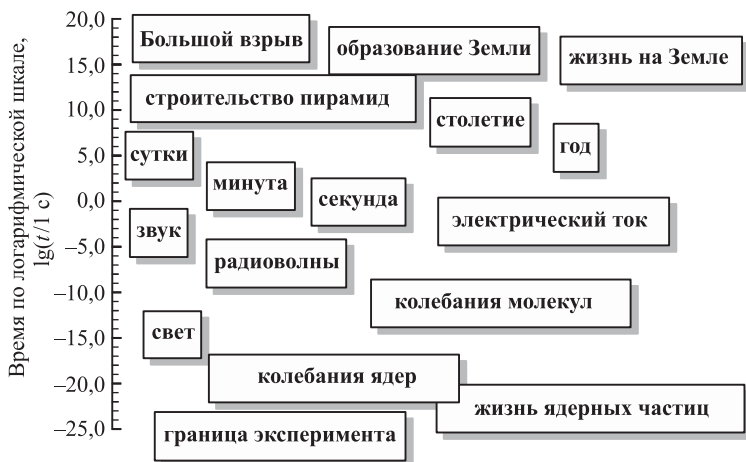 Время по логарифмической шкале,
lg(t/1 с)
20,0
15,0
10,0
5,0
0,0
–5,0
–10,0
–15,0
–20,0
–25,0
Большой взрыв
образование Земли
жизнь на Земле
строительство пирамид
столетие
год
сутки
минута
секунда
звук
электрический ток
радиоволны
колебания молекул
свет
колебания ядер
жизнь ядерных частиц
граница эксперимента